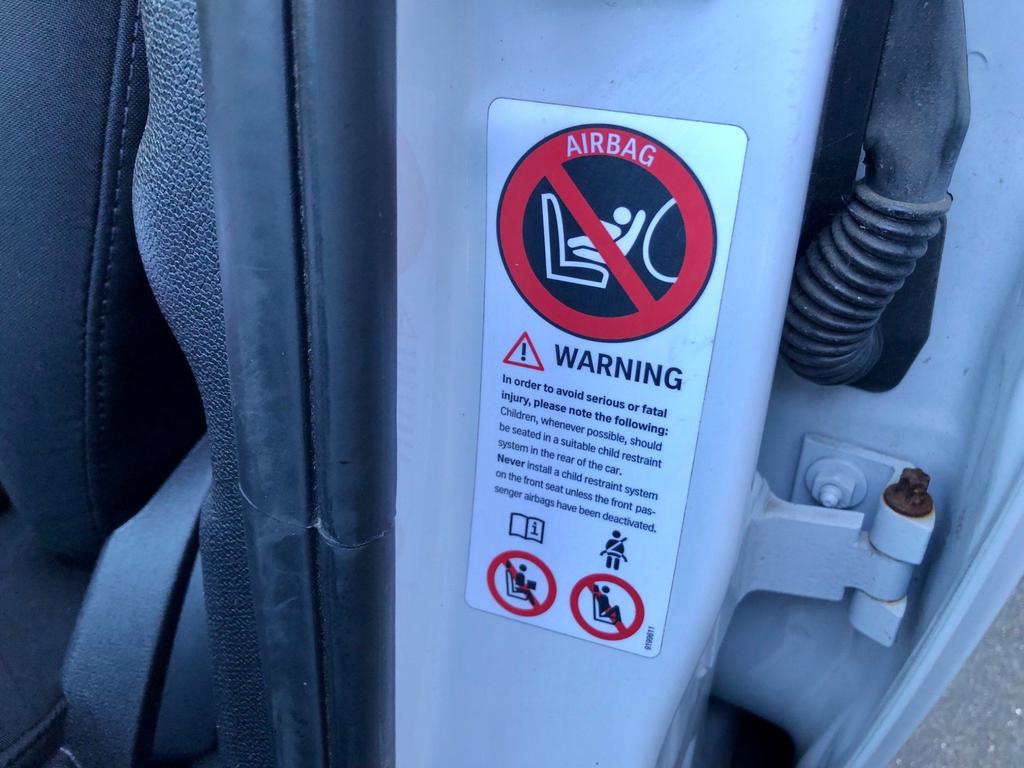 AIRBAG
WARNING
In order to avoid serious or fatal
injury, please note the following:
Children, whenever possible, should
be seated in a suitable child restraint
system in the rear of the car.
Never install a child restraint system
on the front seat unless the front pas-
senger airbags have been deactivated.
9199611